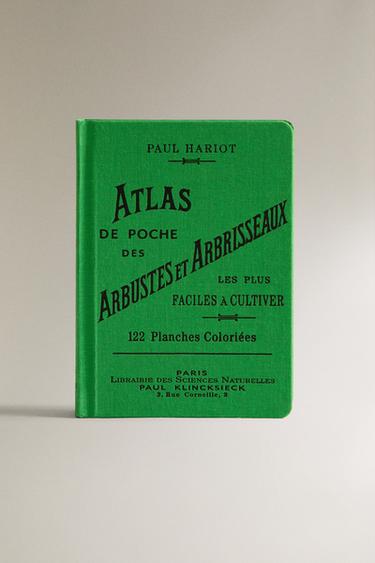 PAUL HARIOT
ATLAS
DE POCHE
DES
ARBUSTES ET ARBRISSEAUX
LES PLUS
FACILES À CULTIVER
122 Planches Coloriées
PARIS
LIBRAIRIE DES SCIENCES NATURELLES
PAUL KLINCKSIECK
3, Rue Corneille, 3